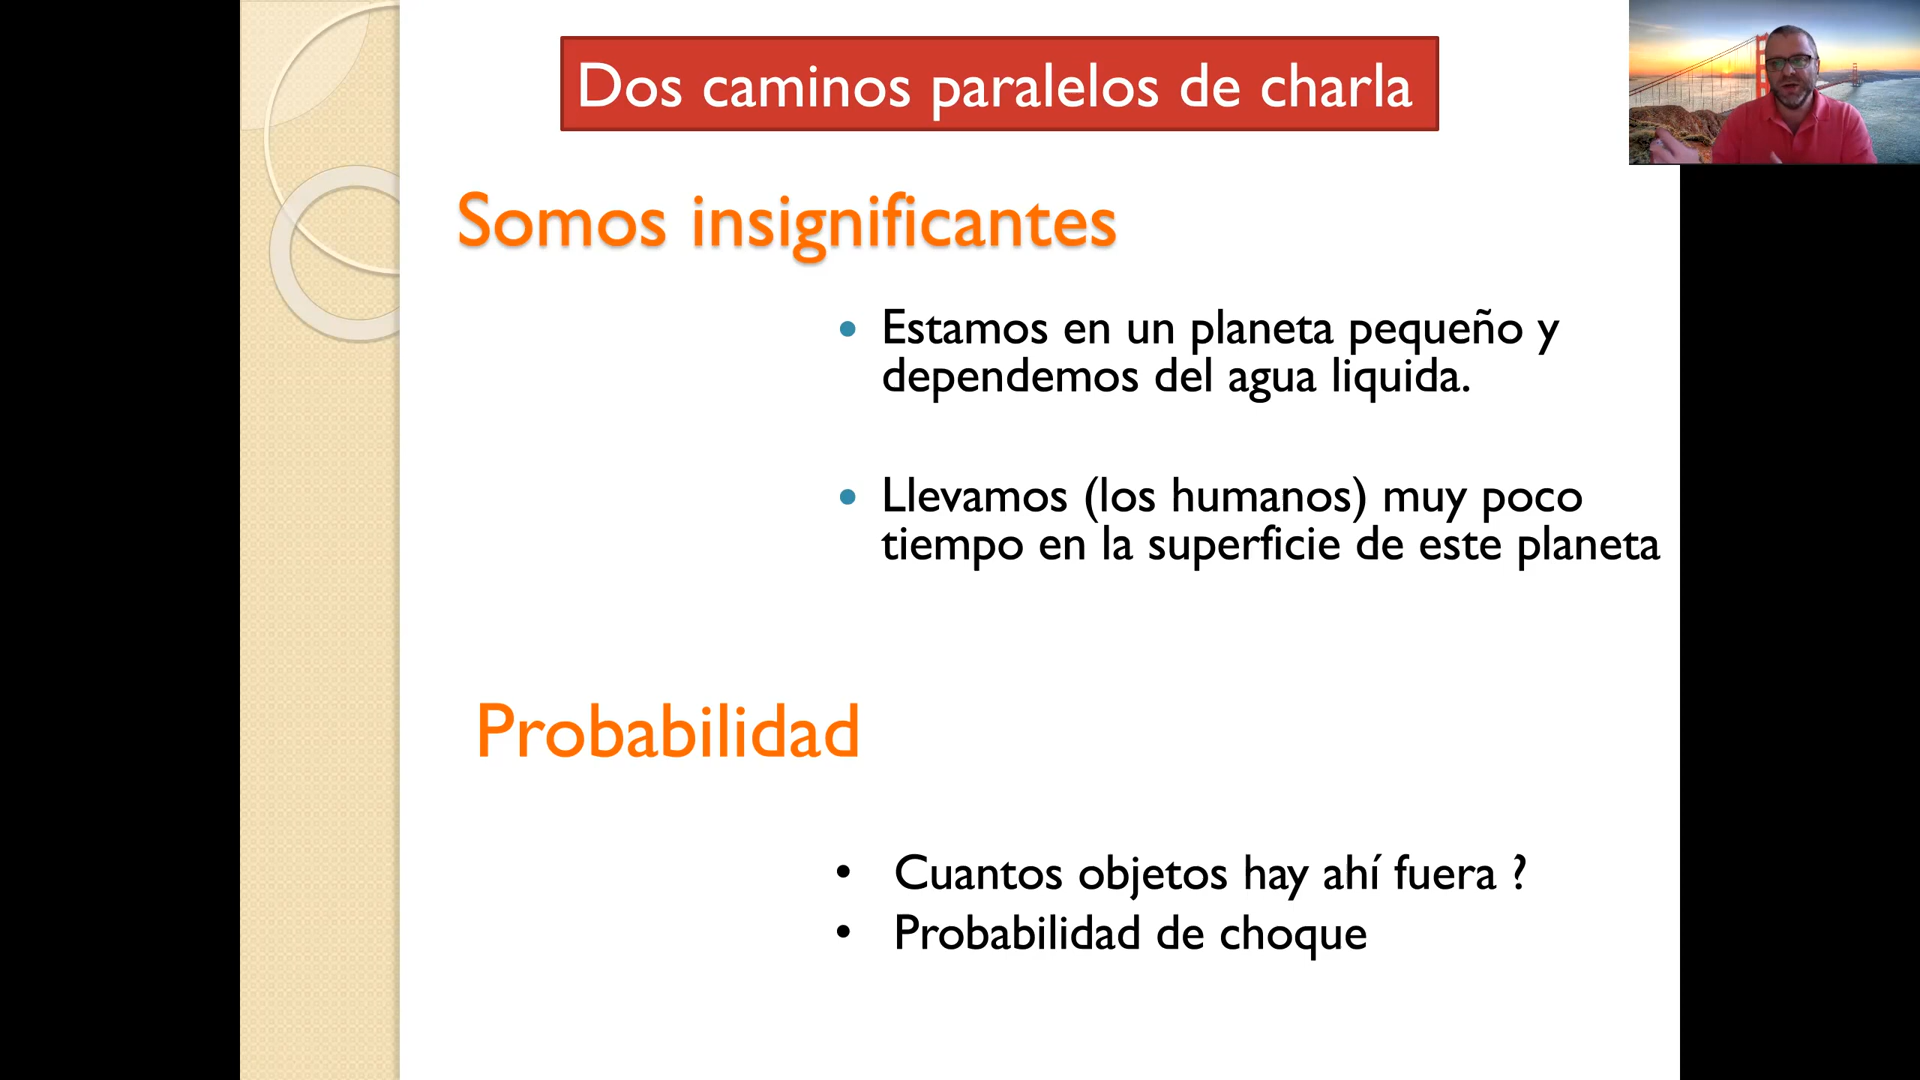 Dos caminos paralelos de charla
Somos insignificantes
• Estamos en un planeta pequeño y
dependemos del agua liquida.
• Llevamos (los humanos) muy poco
tiempo en la superficie de este planeta
Probabilidad
• Cuantos objetos hay ahí fuera ?
• Probabilidad de choque